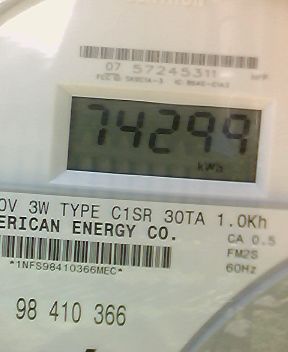 07 57245311
74299
kWh
0V 3W TYPE C1SR 30TA 1.0Kh
ERICAN ENERGY CO.
CA 0.5
FM2S
*1NFS98410366MEC*
60Hz
98 410 366